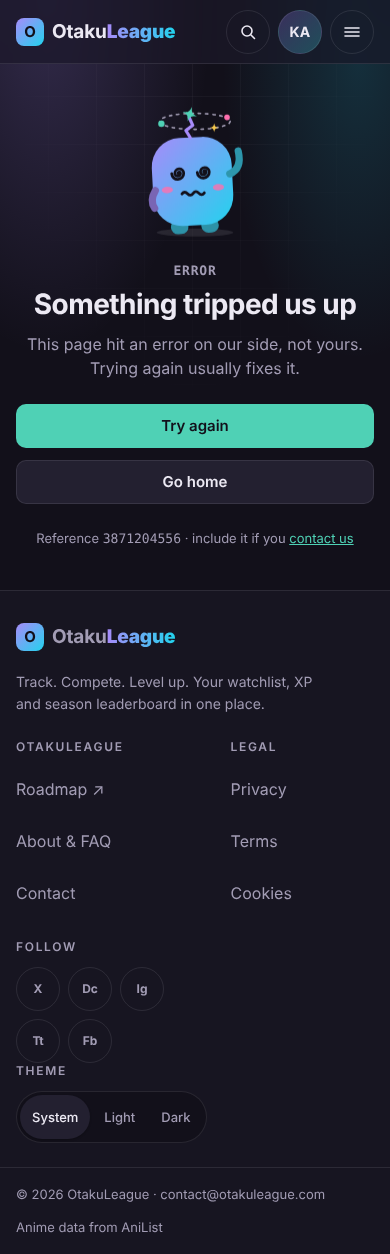 O OtakuLeague KA
ERROR
Something tripped us up
This page hit an error on our side, not yours.
Trying again usually fixes it.
Try again
Go home
Reference 3871204556 · include it if you contact us
O OtakuLeague
Track. Compete. Level up. Your watchlist, XP
and season leaderboard in one place.
OTAKULEAGUE
Roadmap ↗
About & FAQ
Contact
LEGAL
Privacy
Terms
Cookies
FOLLOW
X Dc Ig
Tt Fb
THEME
System Light Dark
© 2026 OtakuLeague · contact@otakuleague.com
Anime data from AniList